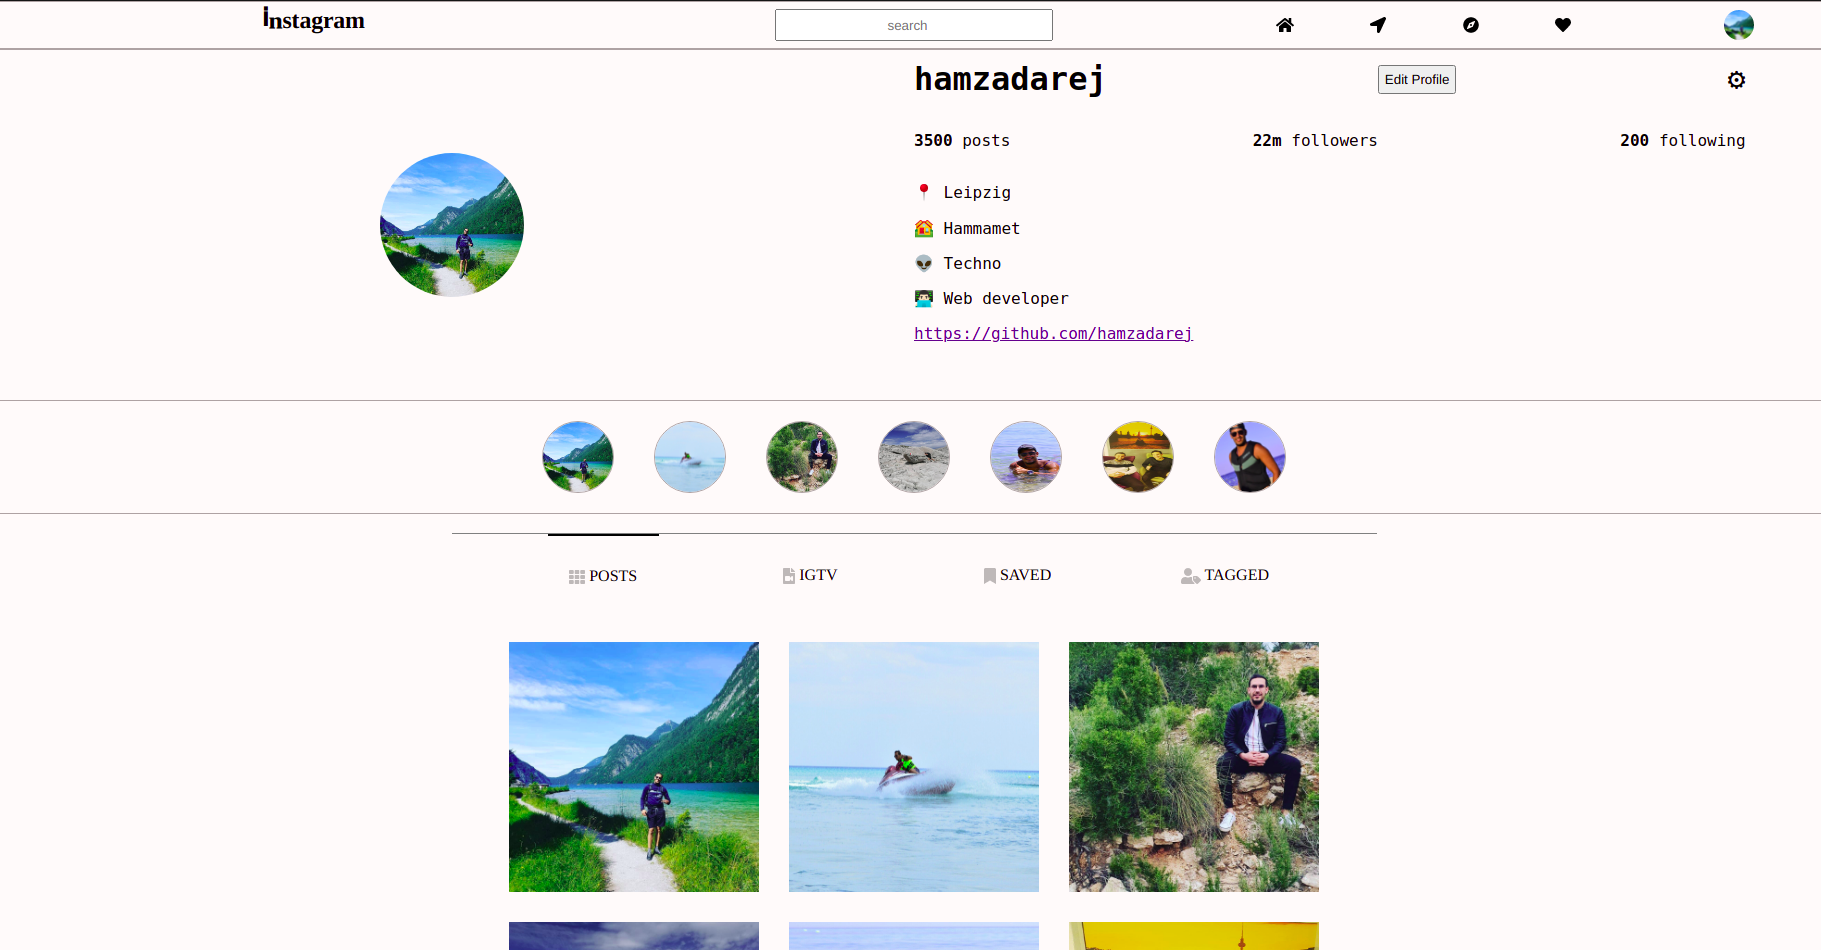 instagram
search
hamzadarej
Edit Profile
3500 posts
22m followers
200 following
📍 Leipzig
🏠 Hammamet
👽 Techno
👨🏻‍💻 Web developer
https://github.com/hamzadarej
POSTS
IGTV
SAVED
TAGGED